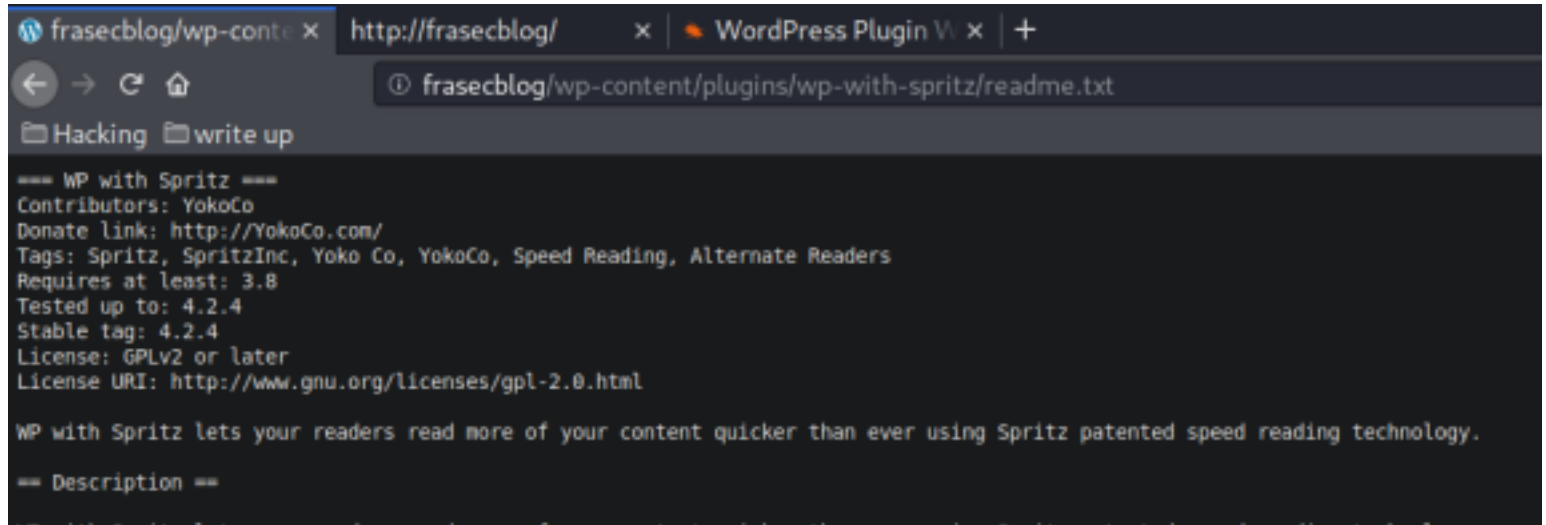 frasecblog/wp-conte × http://frasecblog/ × WordPress Plugin W × +
frasecblog/wp-content/plugins/wp-with-spritz/readme.txt
Hacking write up
=== WP with Spritz ===
Contributors: YokoCo
Donate link: http://YokoCo.com/
Tags: Spritz, SpritzInc, Yoko Co, YokoCo, Speed Reading, Alternate Readers
Requires at least: 3.8
Tested up to: 4.2.4
Stable tag: 4.2.4
License: GPLv2 or later
License URI: http://www.gnu.org/licenses/gpl-2.0.html
WP with Spritz lets your readers read more of your content quicker than ever using Spritz patented speed reading technology.
== Description ==